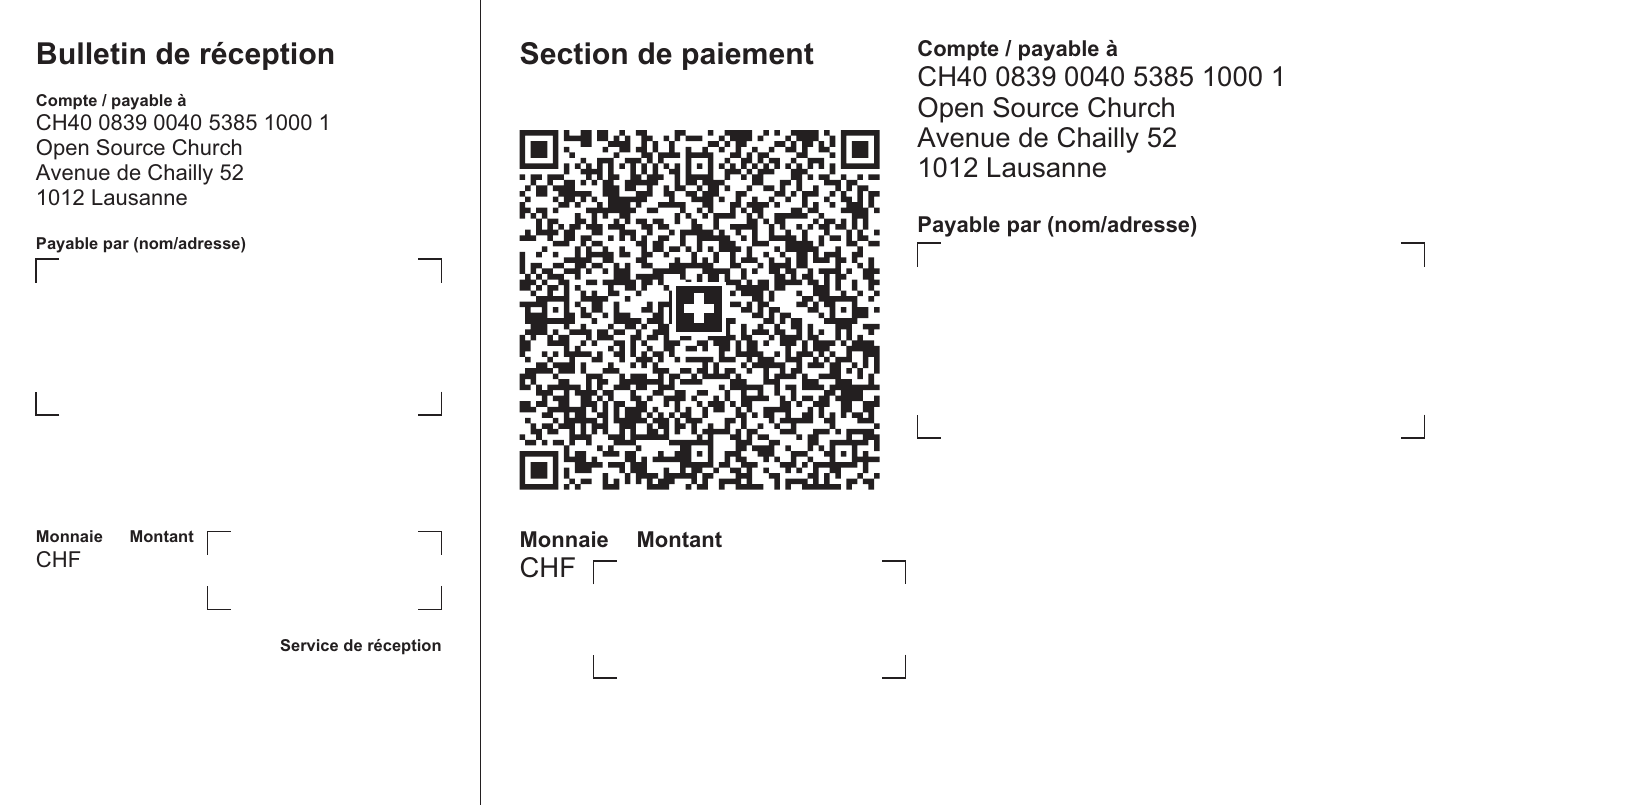 Bulletin de réception
Compte / payable à
CH40 0839 0040 5385 1000 1
Open Source Church
Avenue de Chailly 52
1012 Lausanne
Payable par (nom/adresse)
Monnaie Montant
CHF
Service de réception
Section de paiement
Monnaie Montant
CHF
Compte / payable à
CH40 0839 0040 5385 1000 1
Open Source Church
Avenue de Chailly 52
1012 Lausanne
Payable par (nom/adresse)